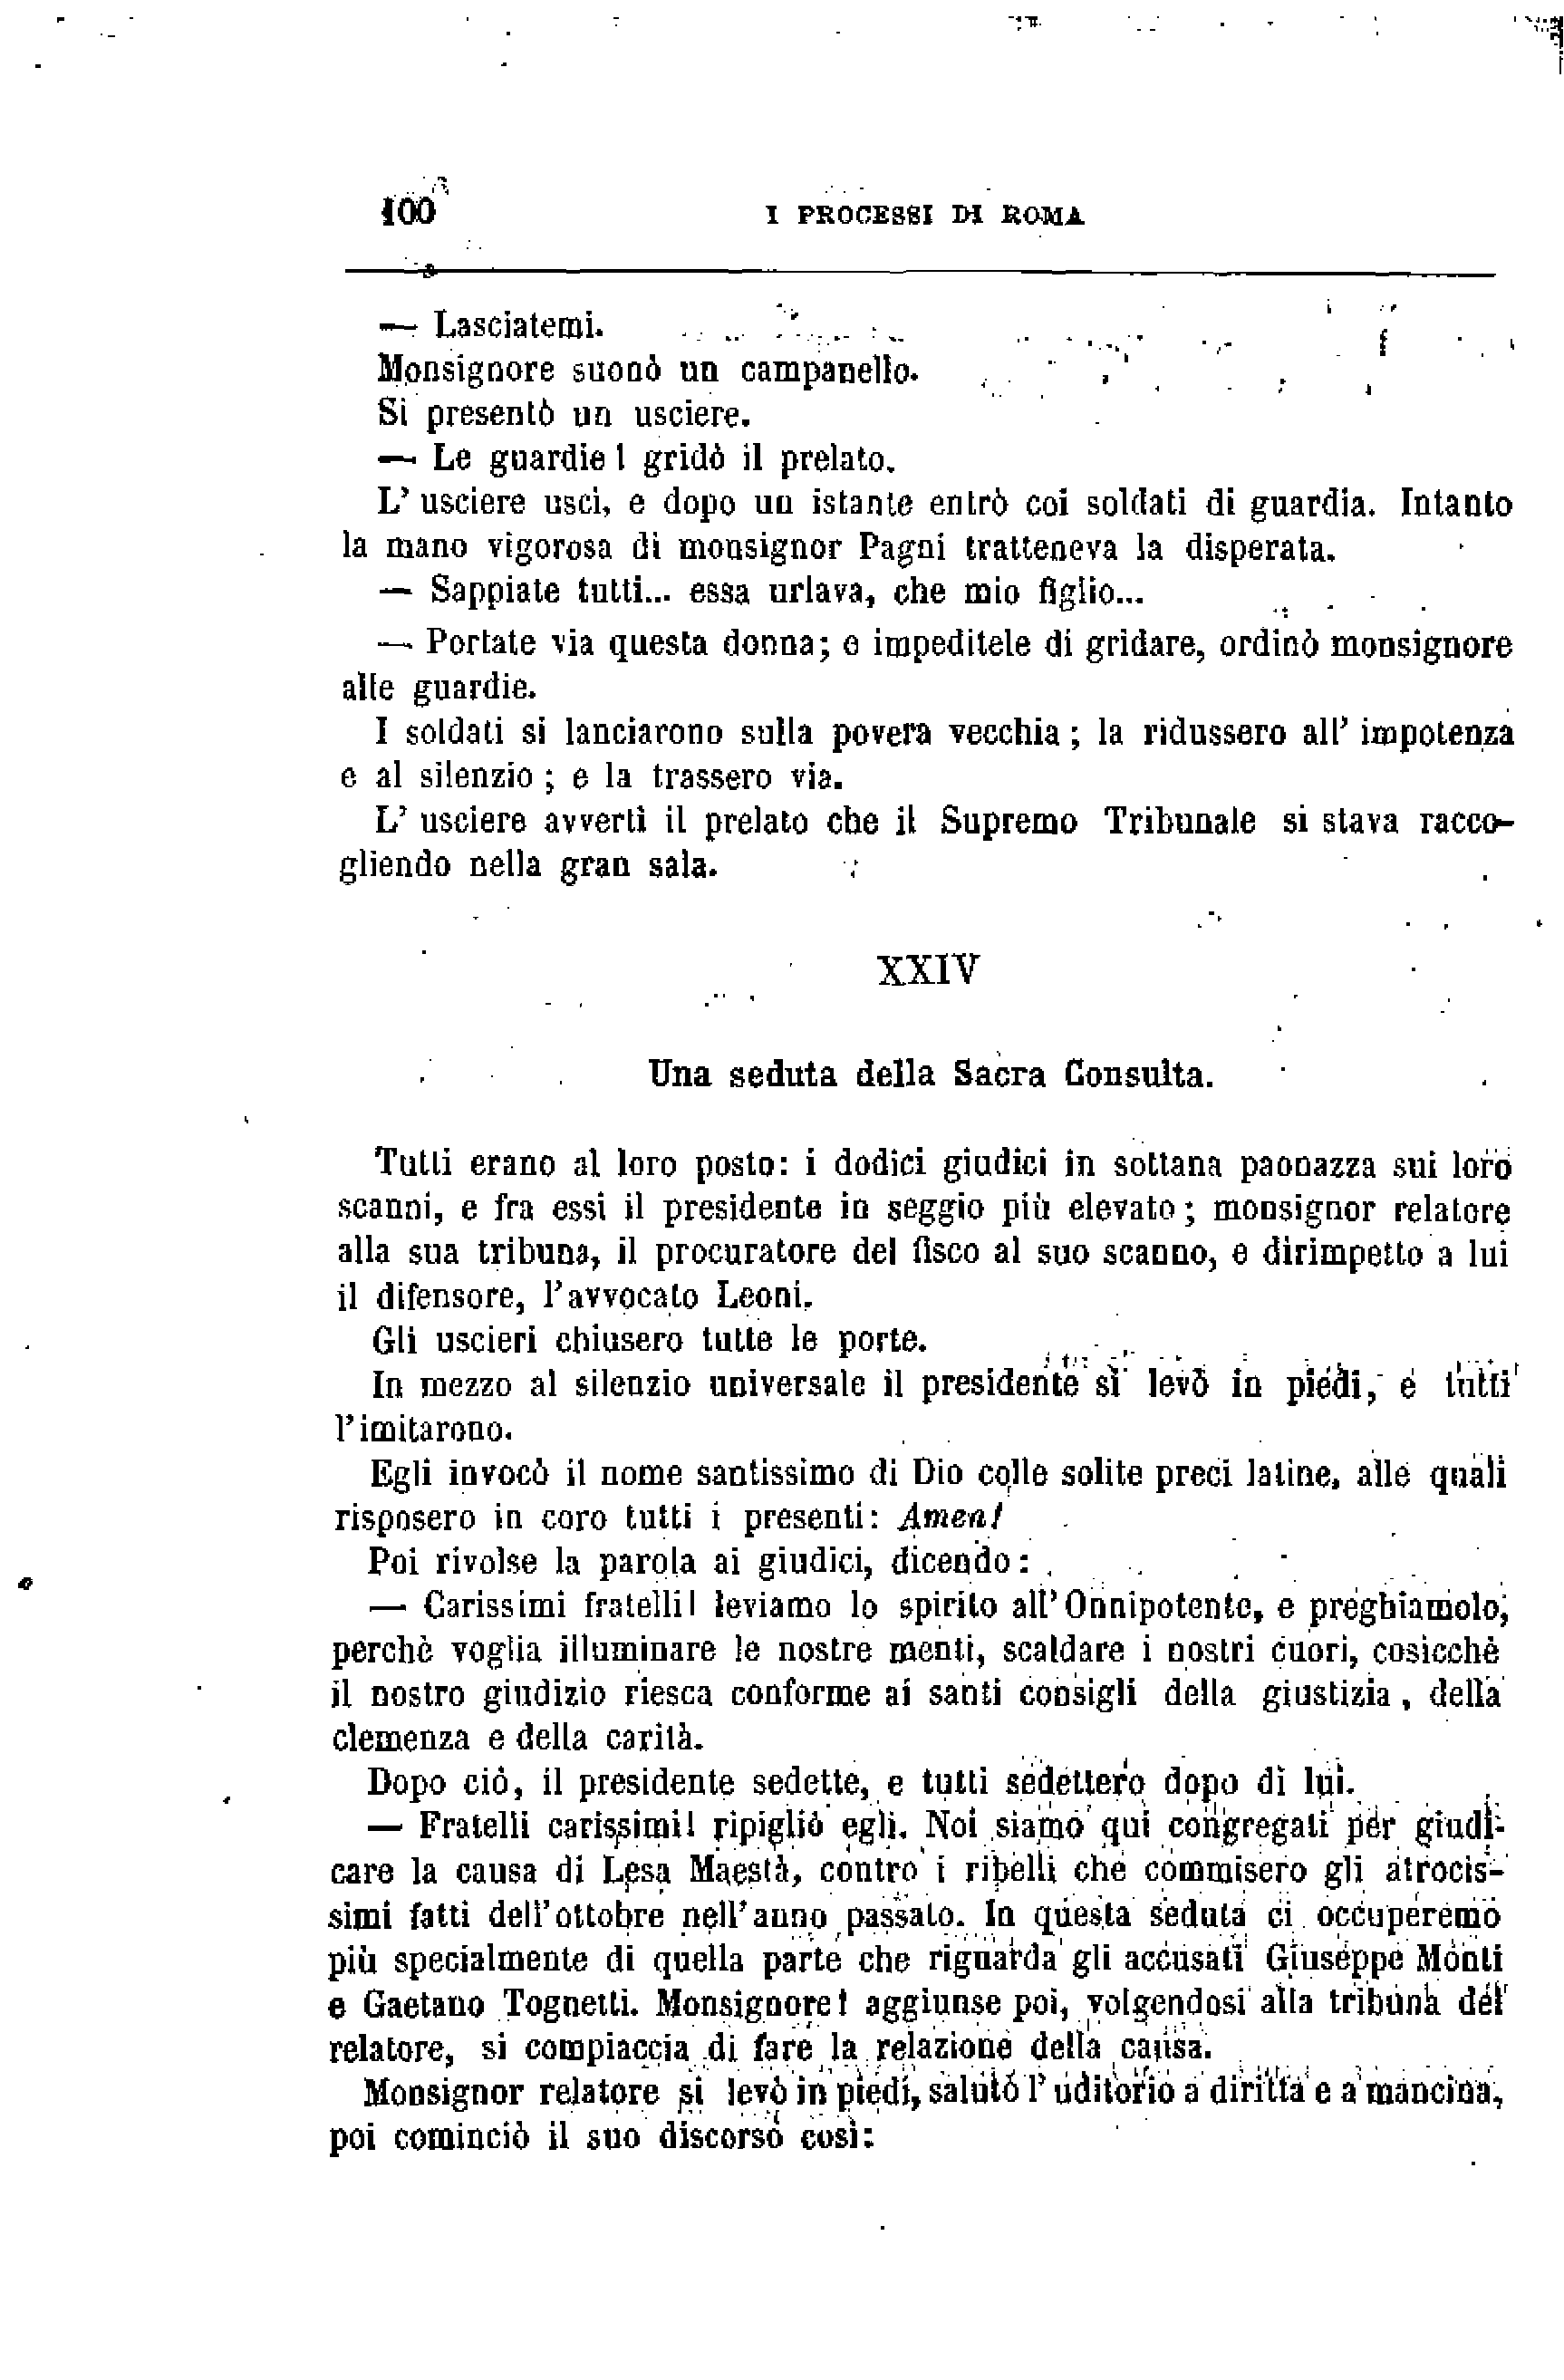 100 I PROCESSI DI ROMA
— Lasciatemi.
Monsignore suonò un campanello.
Si presentò un usciere.
— Le guardie! gridò il prelato.
L' usciere uscì, e dopo un istante entrò coi soldati di guardia. Intanto
la mano vigorosa di monsignor Pagni tratteneva la disperata.
— Sappiate tutti... essa urlava, che mio figlio...
— Portate via questa donna; e impeditele di gridare, ordinò monsignore
alle guardie.
I soldati si lanciarono sulla povera vecchia; la ridussero all' impotenza
e al silenzio; e la trassero via.
L' usciere avvertì il prelato che il Supremo Tribunale si stava racco-
gliendo nella gran sala.
XXIV
Una seduta della Sacra Consulta.
Tutti erano al loro posto: i dodici giudici in sottana paonazza sui loro
scanni, e fra essi il presidente in seggio più elevato; monsignor relatore
alla sua tribuna, il procuratore del fisco al suo scanno, e dirimpetto a lui
il difensore, l'avvocato Leoni.
Gli uscieri chiusero tutte le porte.
In mezzo al silenzio universale il presidente si levò in piedi, e tutti
l'imitarono.
Egli invocò il nome santissimo di Dio colle solite preci latine, alle quali
risposero in coro tutti i presenti: Amen!
Poi rivolse la parola ai giudici, dicendo:
— Carissimi fratelli! leviamo lo spirito all'Onnipotente, e preghiamolo,
perchè voglia illuminare le nostre menti, scaldare i nostri cuori, cosicchè
il nostro giudizio riesca conforme ai santi consigli della giustizia, della
clemenza e della carità.
Dopo ciò, il presidente sedette, e tutti sedettero dopo di lui.
— Fratelli carissimi! ripigliò egli. Noi siamo qui congregati per giudi-
care la causa di Lesa Maestà, contro i ribelli che commisero gli atrocis-
simi fatti dell'ottobre nell'anno passato. In questa seduta ci occuperemo
più specialmente di quella parte che riguarda gli accusati Giuseppe Monti
e Gaetano Tognetti. Monsignore! aggiunse poi, volgendosi alla tribuna del
relatore, si compiaccia di fare la relazione della causa.
Monsignor relatore si levò in piedi, salutò l'uditorio a diritta e a mancina,
poi cominciò il suo discorso così: